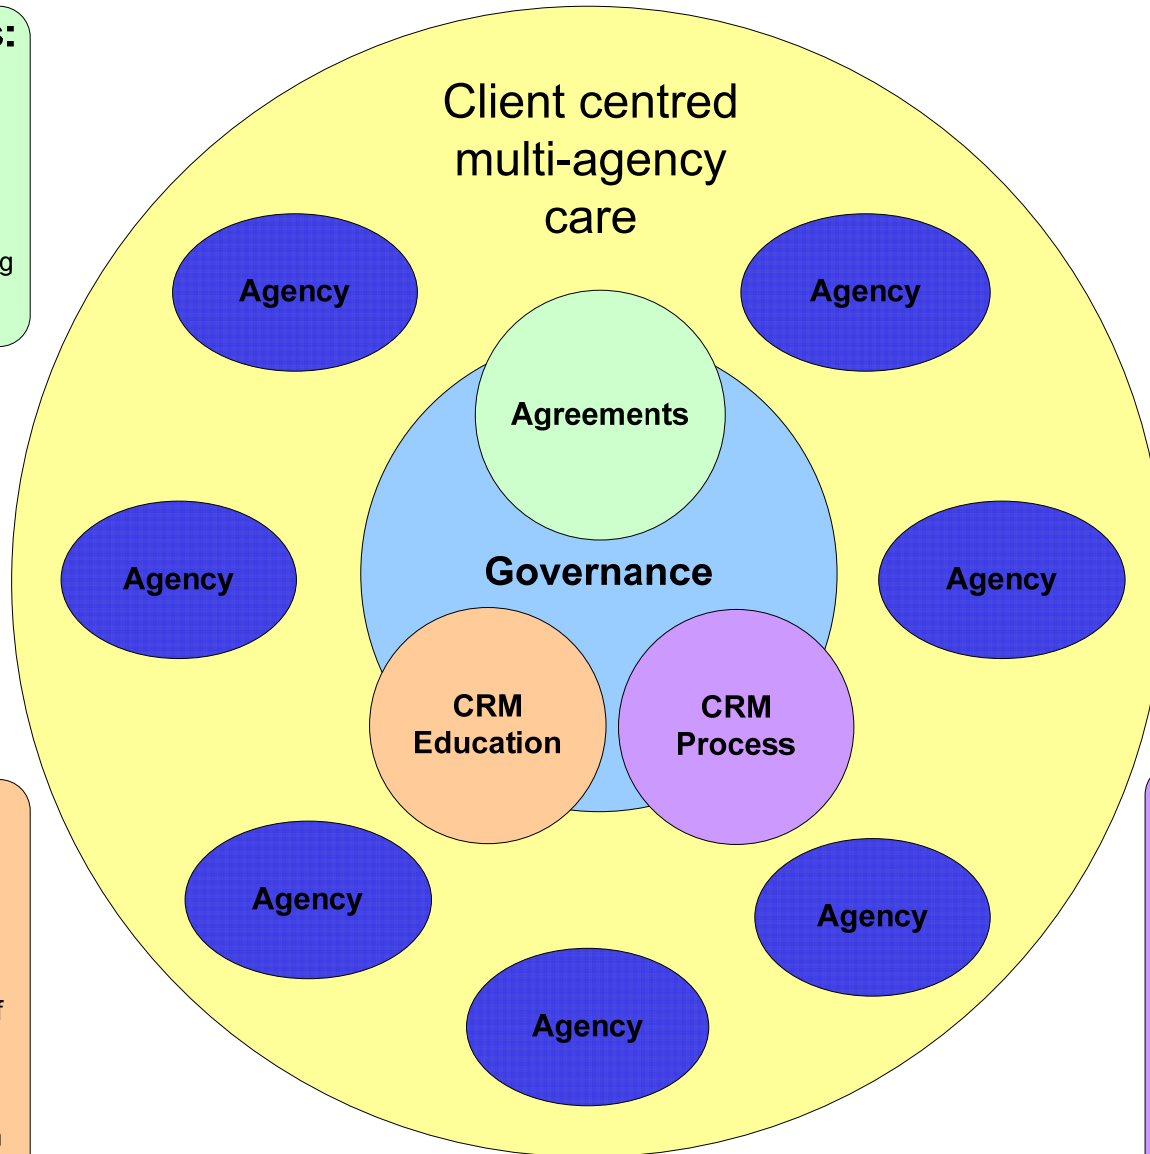 s:
Client centred
multi-agency
care
g
Agency
Agency
Agreements
Governance
Agency
Agency
CRM
Education
CRM
Process
Agency
Agency
f
Agency
n